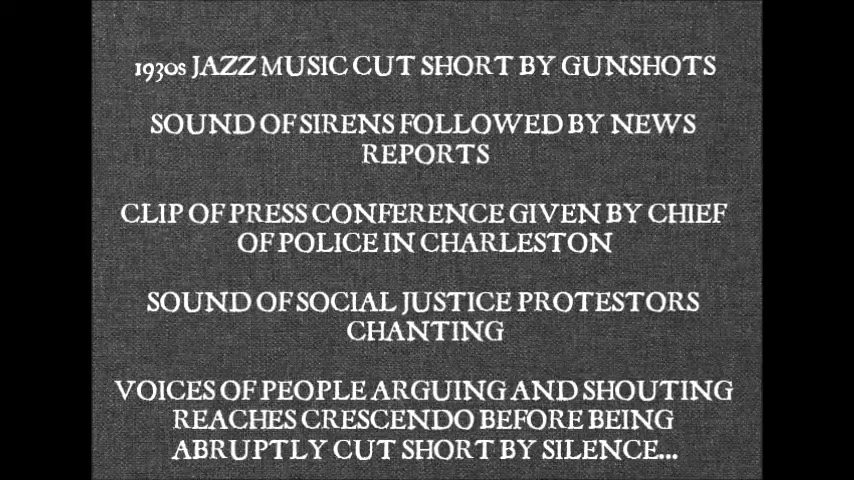 1930s JAZZ MUSIC CUT SHORT BY GUNSHOTS
SOUND OF SIRENS FOLLOWED BY NEWS
REPORTS
CLIP OF PRESS CONFERENCE GIVEN BY CHIEF
OF POLICE IN CHARLESTON
SOUND OF SOCIAL JUSTICE PROTESTORS
CHANTING
VOICES OF PEOPLE ARGUING AND SHOUTING
REACHES CRESCENDO BEFORE BEING
ABRUPTLY CUT SHORT BY SILENCE...